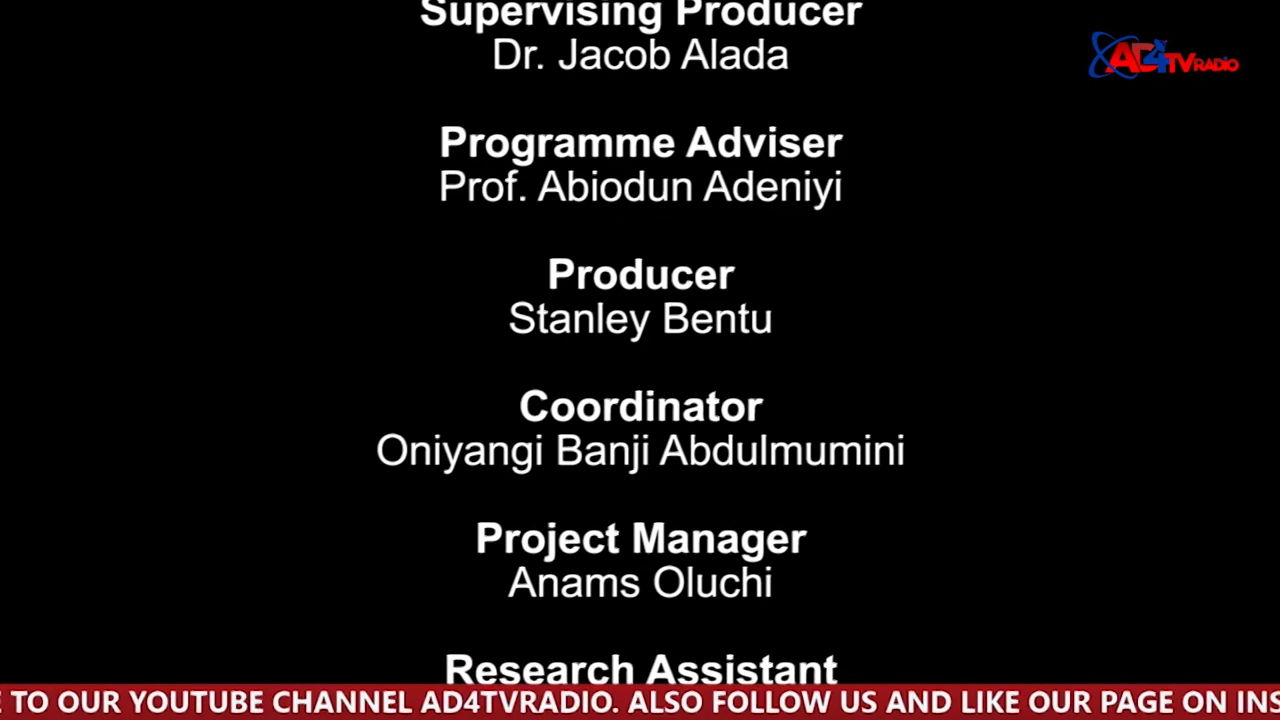 Supervising Producer
Dr. Jacob Alada
AD4TVRADIO
Programme Adviser
Prof. Abiodun Adeniyi
Producer
Stanley Bentu
Coordinator
Oniyangi Banji Abdulmumini
Project Manager
Anams Oluchi
Research Assistant
E TO OUR YOUTUBE CHANNEL AD4TVRADIO. ALSO FOLLOW US AND LIKE OUR PAGE ON INS